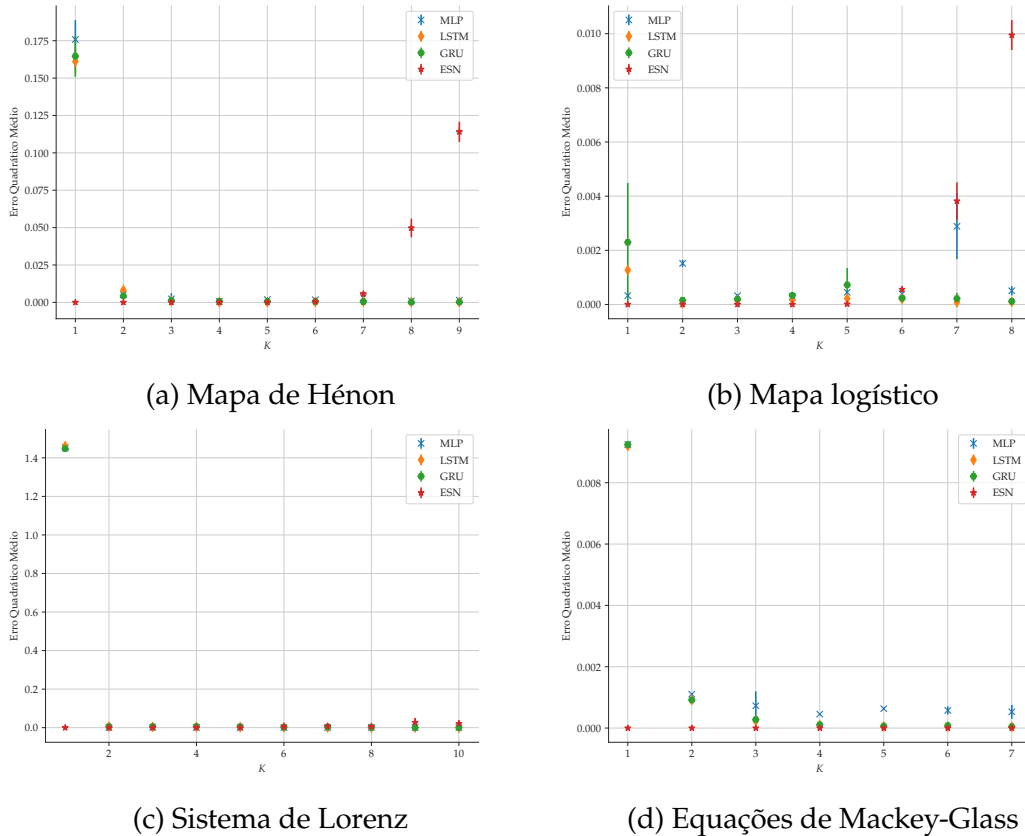 0.175
0.150
0.125
0.100
0.075
0.050
0.025
0.000
Erro Quadrático Médio
MLP
LSTM
GRU
ESN
1 2 3 4 5 6 7 8 9
K
(a) Mapa de Hénon
0.010
0.008
0.006
0.004
0.002
0.000
Erro Quadrático Médio
MLP
LSTM
GRU
ESN
1 2 3 4 5 6 7 8
K
(b) Mapa logístico
1.4
1.2
1.0
0.8
0.6
0.4
0.2
0.0
Erro Quadrático Médio
MLP
LSTM
GRU
ESN
2 4 6 8 10
K
(c) Sistema de Lorenz
0.008
0.006
0.004
0.002
0.000
Erro Quadrático Médio
MLP
LSTM
GRU
ESN
1 2 3 4 5 6 7
K
(d) Equações de Mackey-Glass